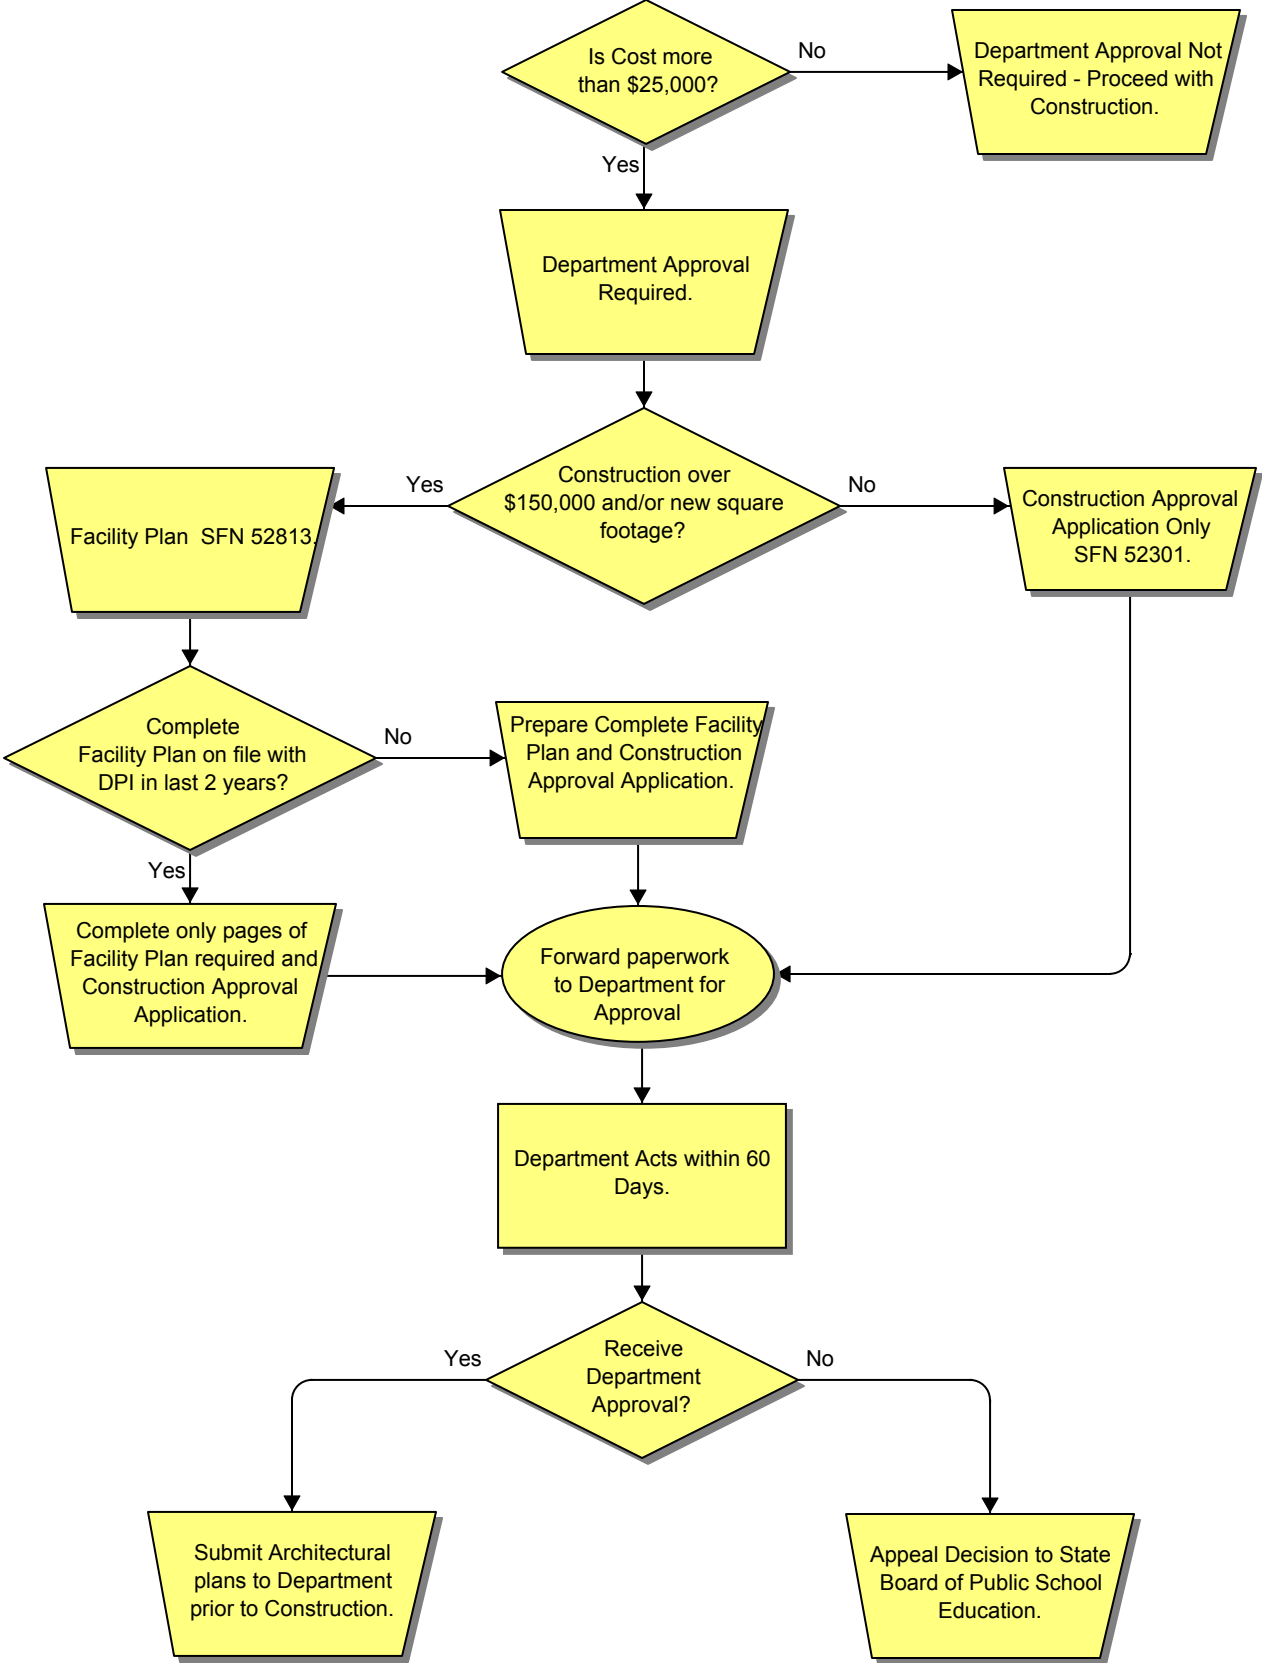 Is Cost more
than $25,000?
No
Department Approval Not
Required - Proceed with
Construction.
Yes
Department Approval
Required.
Construction over
$150,000 and/or new square
footage?
Yes
No
Facility Plan  SFN 52813.
Construction Approval
Application Only
SFN 52301.
Complete
Facility Plan on file with
DPI in last 2 years?
No
Prepare Complete Facility
Plan and Construction
Approval Application.
Yes
Complete only pages of
Facility Plan required and
Construction Approval
Application.
Forward paperwork
to Department for
Approval
Department Acts within 60
Days.
Receive
Department
Approval?
Yes
No
Submit Architectural
plans to Department
prior to Construction.
Appeal Decision to State
Board of Public School
Education.